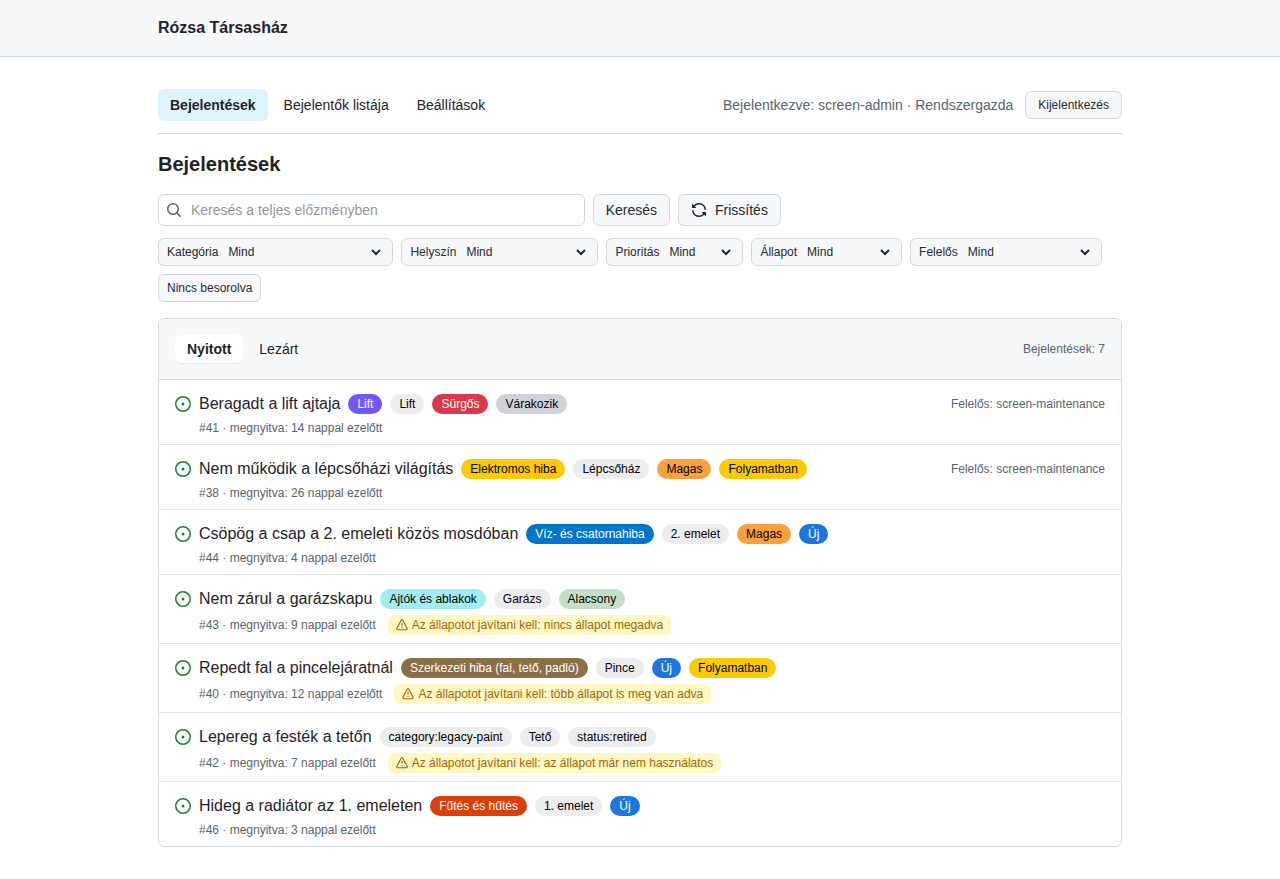 Rózsa Társasház
Bejelentések Bejelentők listája Beállítások Bejelentkezve: screen-admin · Rendszergazda Kijelentkezés
Bejelentések
Keresés a teljes előzményben Keresés Frissítés
Kategória Mind Helyszín Mind Prioritás Mind Állapot Mind Felelős Mind
Nincs besorolva
Nyitott Lezárt Bejelentések: 7
Beragadt a lift ajtaja Lift Lift Sürgős Várakozik Felelős: screen-maintenance
#41 · megnyitva: 14 nappal ezelőtt
Nem működik a lépcsőházi világítás Elektromos hiba Lépcsőház Magas Folyamatban Felelős: screen-maintenance
#38 · megnyitva: 26 nappal ezelőtt
Csöpög a csap a 2. emeleti közös mosdóban Víz- és csatornahiba 2. emelet Magas Új
#44 · megnyitva: 4 nappal ezelőtt
Nem zárul a garázskapu Ajtók és ablakok Garázs Alacsony
#43 · megnyitva: 9 nappal ezelőtt Az állapotot javítani kell: nincs állapot megadva
Repedt fal a pincelejáratnál Szerkezeti hiba (fal, tető, padló) Pince Új Folyamatban
#40 · megnyitva: 12 nappal ezelőtt Az állapotot javítani kell: több állapot is meg van adva
Lepereg a festék a tetőn category:legacy-paint Tető status:retired
#42 · megnyitva: 7 nappal ezelőtt Az állapotot javítani kell: az állapot már nem használatos
Hideg a radiátor az 1. emeleten Fűtés és hűtés 1. emelet Új
#46 · megnyitva: 3 nappal ezelőtt